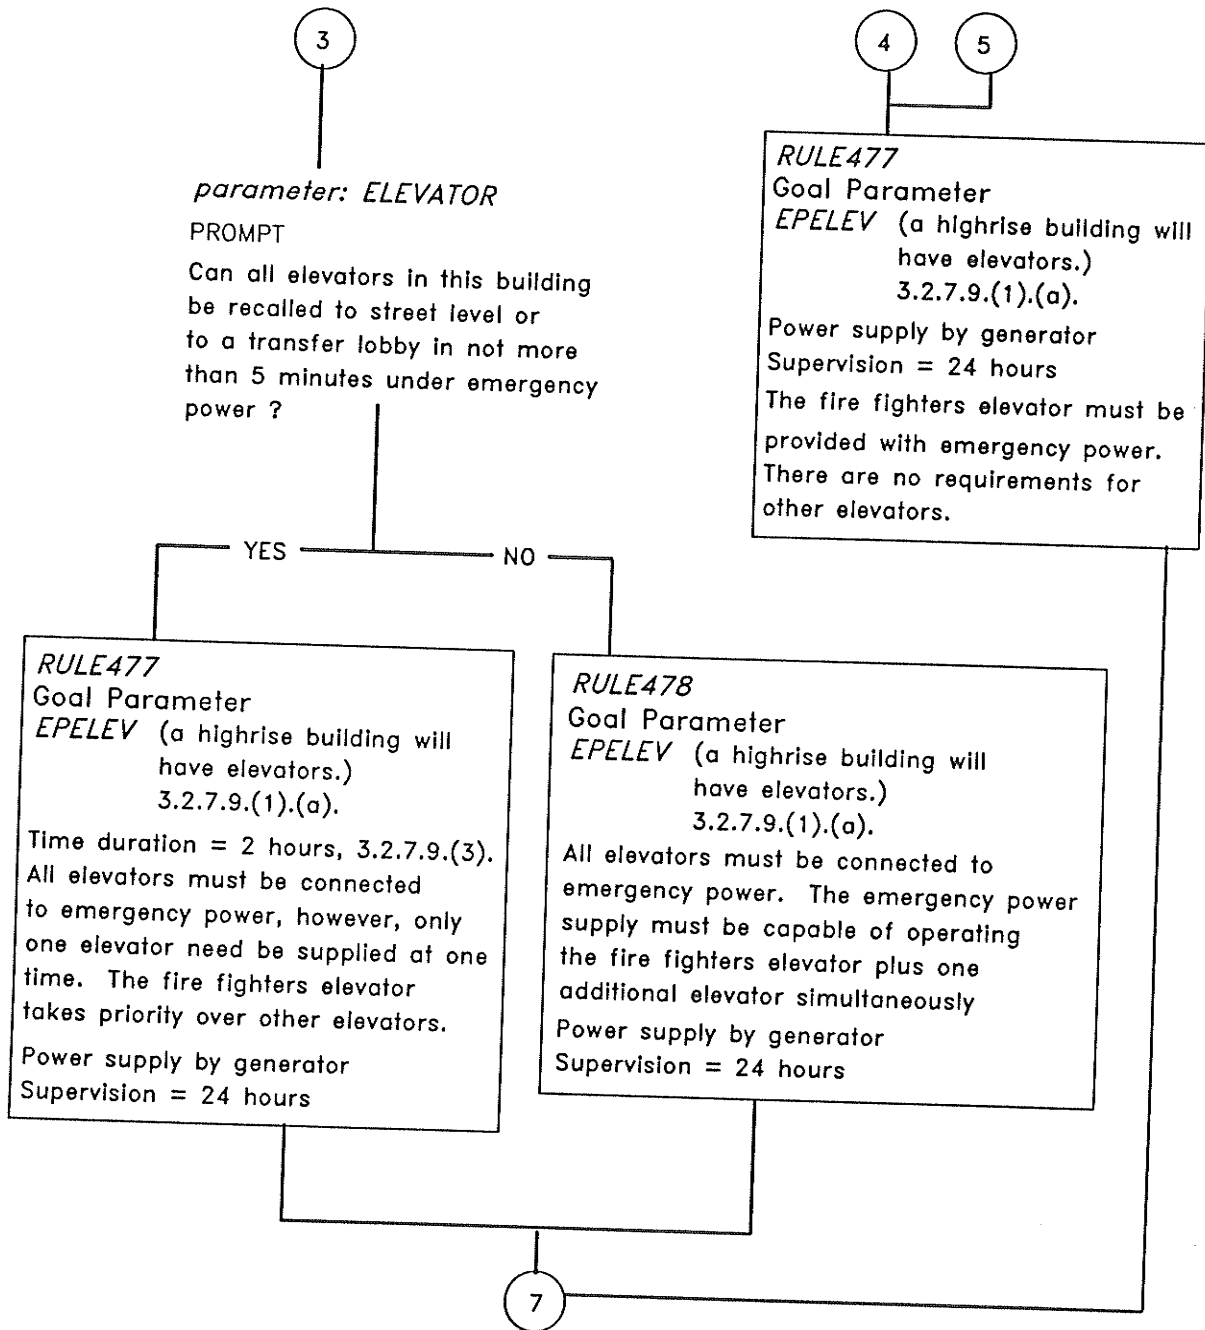 3
4
5
parameter: ELEVATOR
PROMPT
Can all elevators in this building
be recalled to street level or
to a transfer lobby in not more
than 5 minutes under emergency
power ?
RULE477
Goal Parameter
EPELEV (a highrise building will
have elevators.)
3.2.7.9.(1).(a).
Power supply by generator
Supervision = 24 hours
The fire fighters elevator must be
provided with emergency power.
There are no requirements for
other elevators.
YES
NO
RULE477
Goal Parameter
EPELEV (a highrise building will
have elevators.)
3.2.7.9.(1).(a).
Time duration = 2 hours, 3.2.7.9.(3).
All elevators must be connected
to emergency power, however, only
one elevator need be supplied at one
time. The fire fighters elevator
takes priority over other elevators.
Power supply by generator
Supervision = 24 hours
RULE478
Goal Parameter
EPELEV (a highrise building will
have elevators.)
3.2.7.9.(1).(a).
All elevators must be connected to
emergency power. The emergency power
supply must be capable of operating
the fire fighters elevator plus one
additional elevator simultaneously
Power supply by generator
Supervision = 24 hours
7